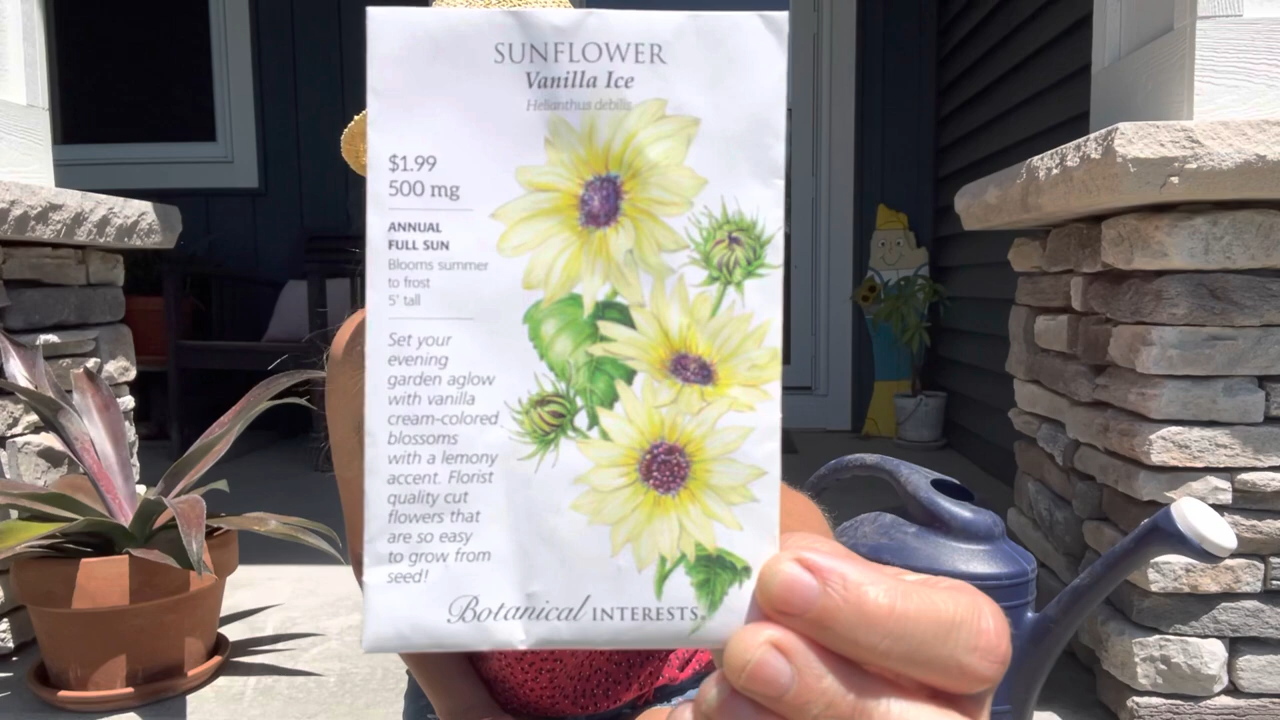 SUNFLOWER
Vanilla Ice
Helianthus debilis
$1.99
500 mg
ANNUAL
FULL SUN
Blooms summer
to frost
5' tall
Set your
evening
garden aglow
with vanilla
cream-colored
blossoms
with a lemony
accent. Florist
quality cut
flowers that
are so easy
to grow from
seed!
Botanical INTERESTS®